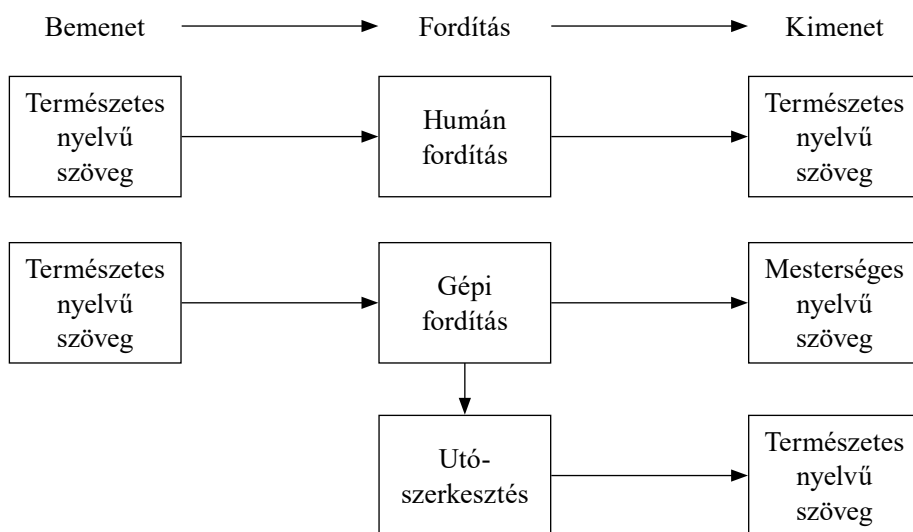 Bemenet
Fordítás
Kimenet
Természetes
nyelvű
szöveg
Humán
fordítás
Természetes
nyelvű
szöveg
Természetes
nyelvű
szöveg
Gépi
fordítás
Mesterséges
nyelvű
szöveg
Utó-
szerkesztés
Természetes
nyelvű
szöveg